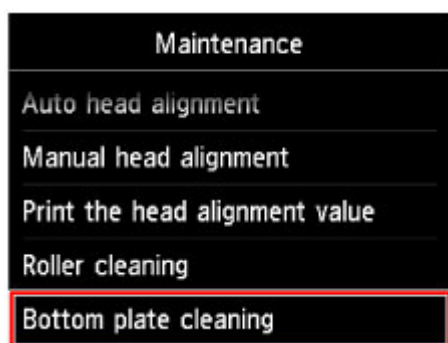 Maintenance
Auto head alignment
Manual head alignment
Print the head alignment value
Roller cleaning
Bottom plate cleaning